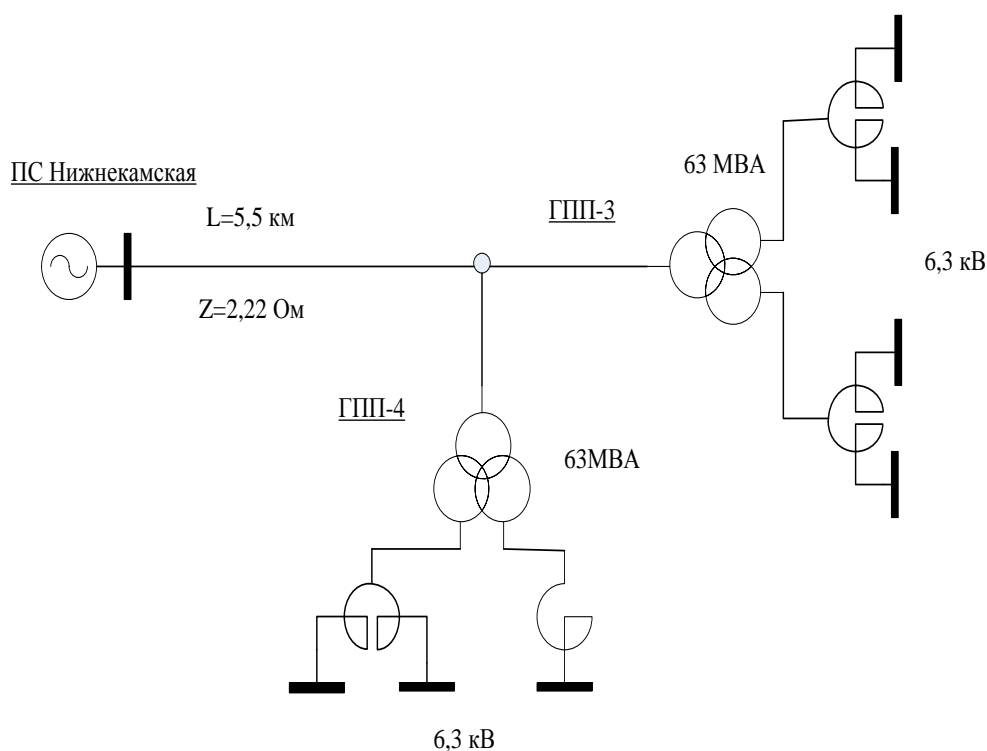 ПС Нижнекамская
L=5,5 км
Z=2,22 Ом
ГПП-3
63 МВА
6,3 кВ
ГПП-4
63МВА
6,3 кВ